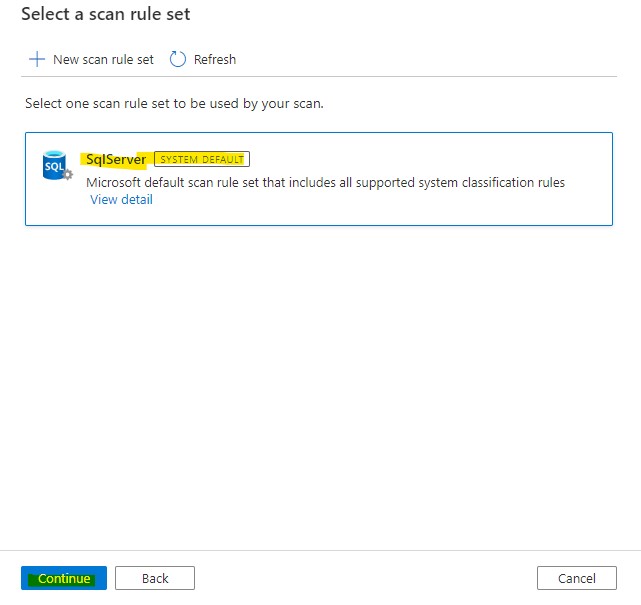 Select a scan rule set
New scan rule set Refresh
Select one scan rule set to be used by your scan.
SQL SqlServer SYSTEM DEFAULT
Microsoft default scan rule set that includes all supported system classification rules
View detail
Continue Back Cancel